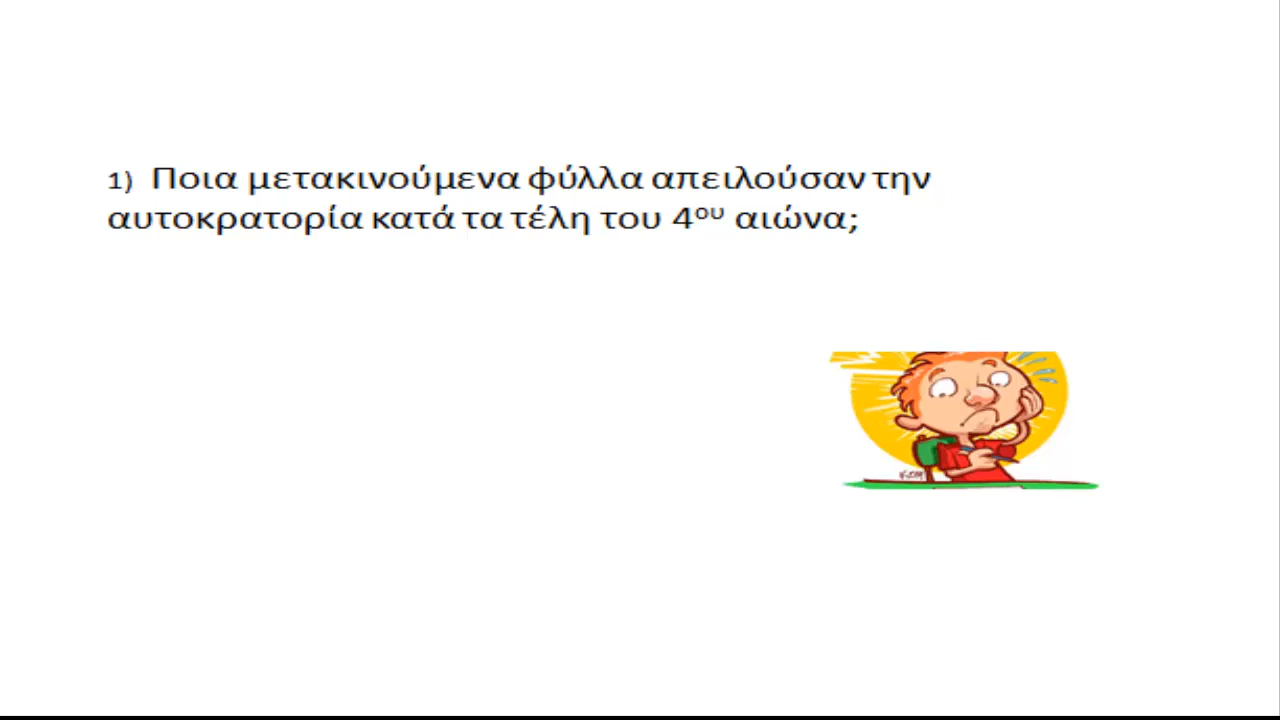 1) Ποια μετακινούμενα φύλλα απειλούσαν την
αυτοκρατορία κατά τα τέλη του 4ου αιώνα;